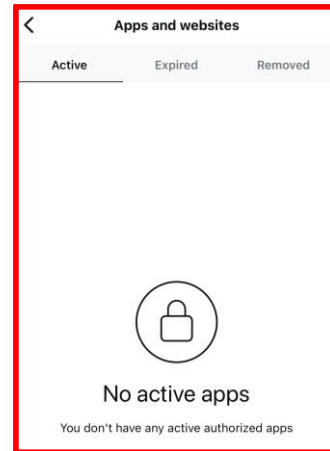 Apps and websites
Active Expired Removed
No active apps
You don't have any active authorized apps